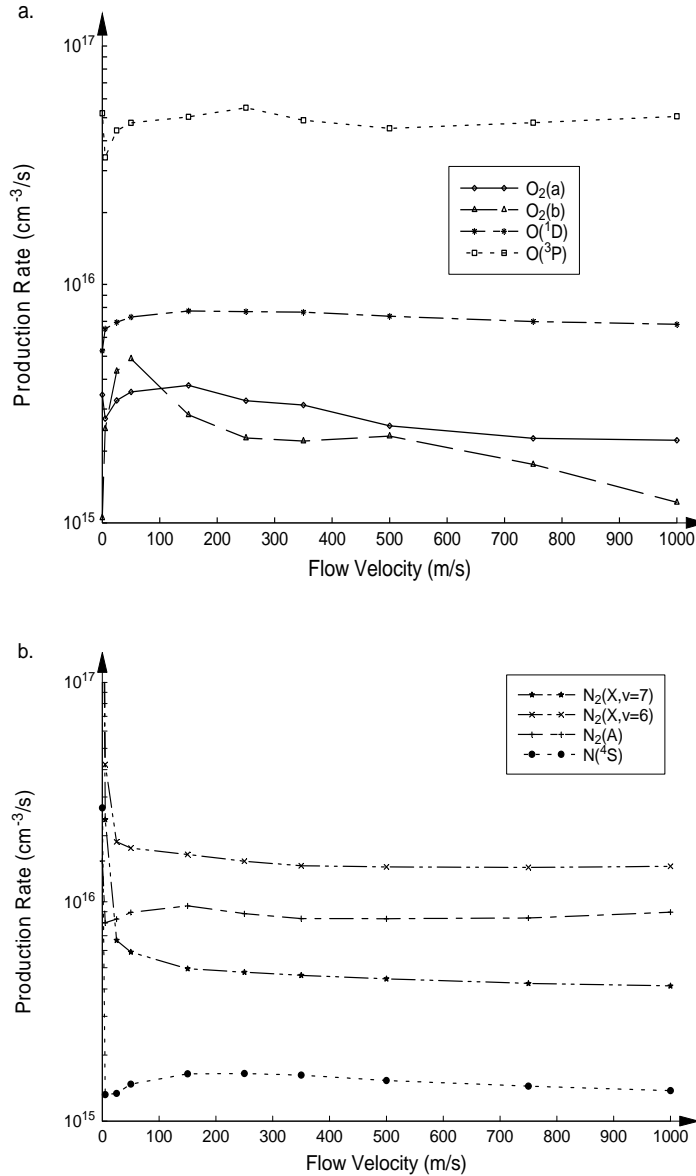 a.
10¹⁷
10¹⁶
10¹⁵
Production Rate (cm⁻³/s)
O₂(a)
O₂(b)
O(¹D)
O(³P)
0 100 200 300 400 500 600 700 800 900 1000
Flow Velocity (m/s)
b.
10¹⁷
10¹⁶
10¹⁵
Production Rate (cm⁻³/s)
N₂(X,v=7)
N₂(X,v=6)
N₂(A)
N(⁴S)
0 100 200 300 400 500 600 700 800 900 1000
Flow Velocity (m/s)